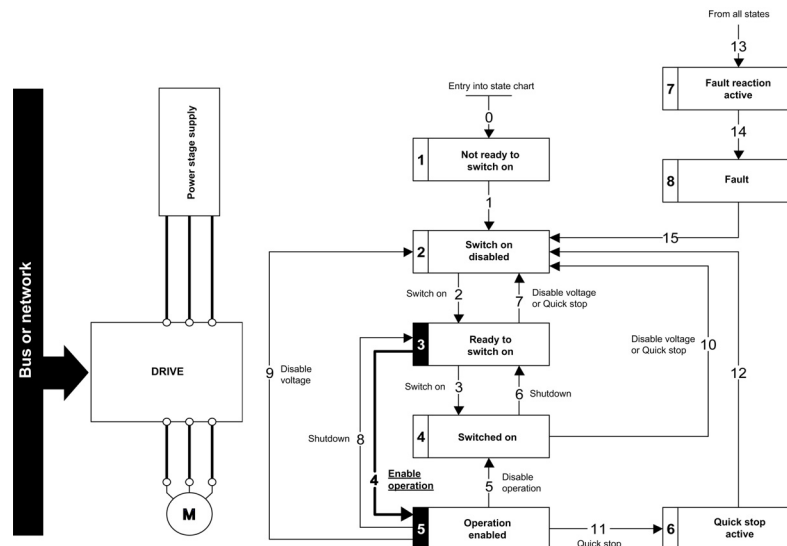 From all states
13
7
Fault reaction
active
14
8
Fault
15
Entry into state chart
0
1
Not ready to
switch on
1
2
Switch on
disabled
Switch on
2
7
Disable voltage
or Quick stop
3
Ready to
switch on
Switch on
3
6
Shutdown
4
Switched on
5
Disable
operation
5
Operation
enabled
4
Enable
operation
Shutdown
8
9
Disable
voltage
Disable voltage
or Quick stop
10
12
11
Quick stop
6
Quick stop
active
Bus or network
Power stage supply
DRIVE
M